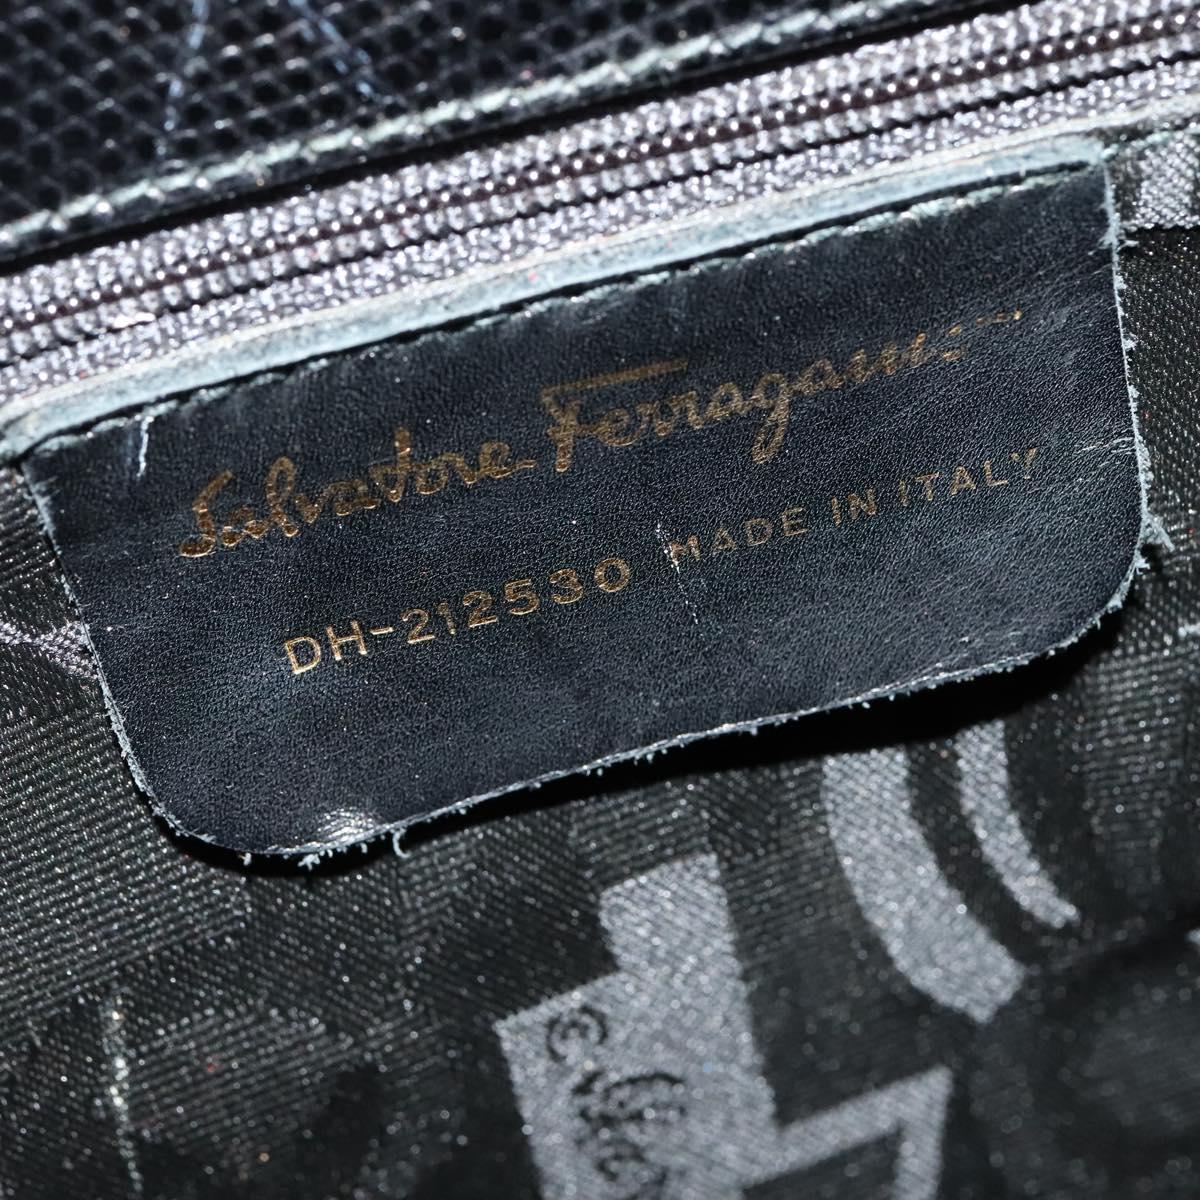 Salvatore Ferragamo
DH-212530 MADE IN ITALY